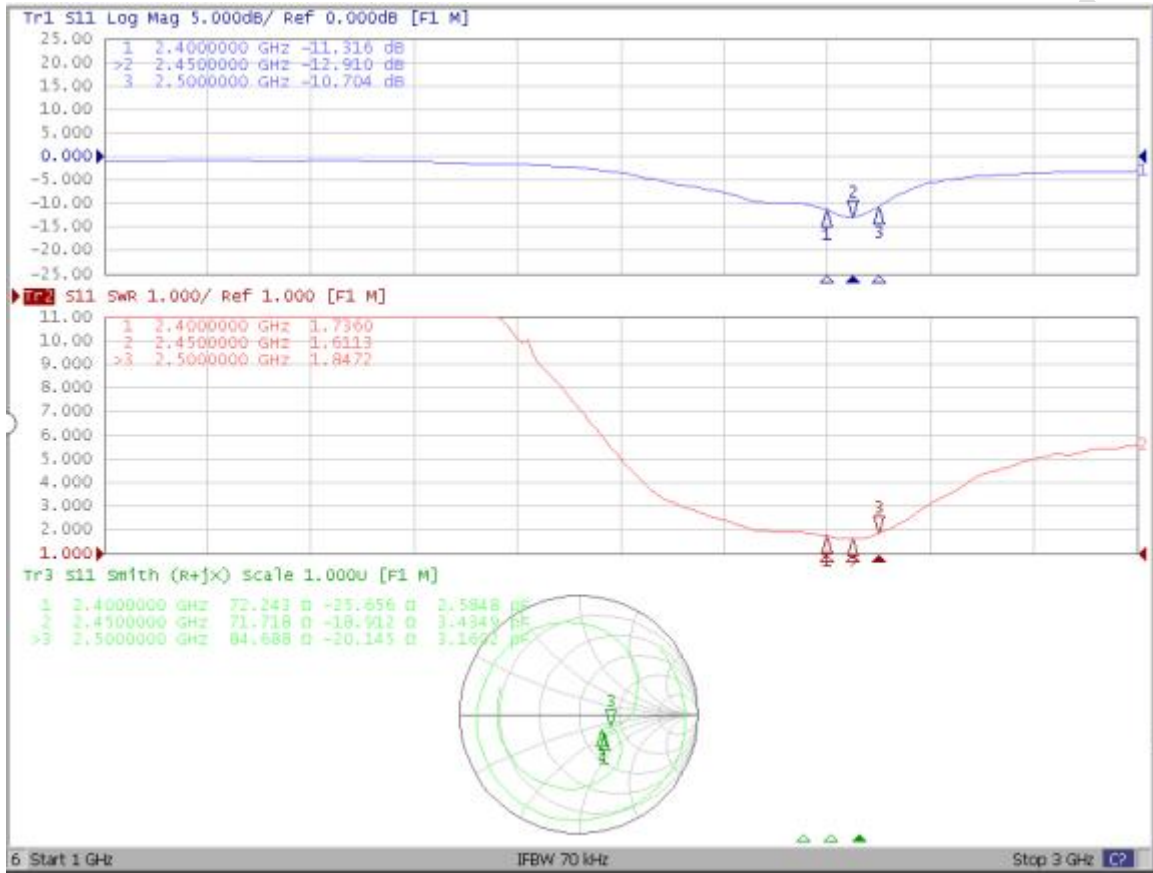 Tr1 S11 Log Mag 5.000dB/ Ref 0.000dB [F1 M]
25.00
1 2.4000000 GHz -11.316 dB
20.00
>2 2.4500000 GHz -12.910 dB
15.00
3 2.5000000 GHz -10.704 dB
10.00
5.000
0.000
-5.000
-10.00
-15.00
-20.00
-25.00
1
2
3
1
Tr2 S11 SWR 1.000/ Ref 1.000 [F1 M]
11.00
1 2.4000000 GHz 1.7360
10.00
2 2.4500000 GHz 1.6113
9.000
>3 2.5000000 GHz 1.8472
8.000
7.000
6.000
5.000
4.000
3.000
2.000
1.000
3
2
Tr3 S11 Smith (R+jX) Scale 1.000U [F1 M]
1 2.4000000 GHz 72.243 Ω -25.656 Ω 2.5848 pF
2 2.4500000 GHz 71.718 Ω -18.912 Ω 3.4349 pF
>3 2.5000000 GHz 84.688 Ω -20.145 Ω
3
6 Start 1 GHz
IFBW 70 kHz
Stop 3 GHz
C?